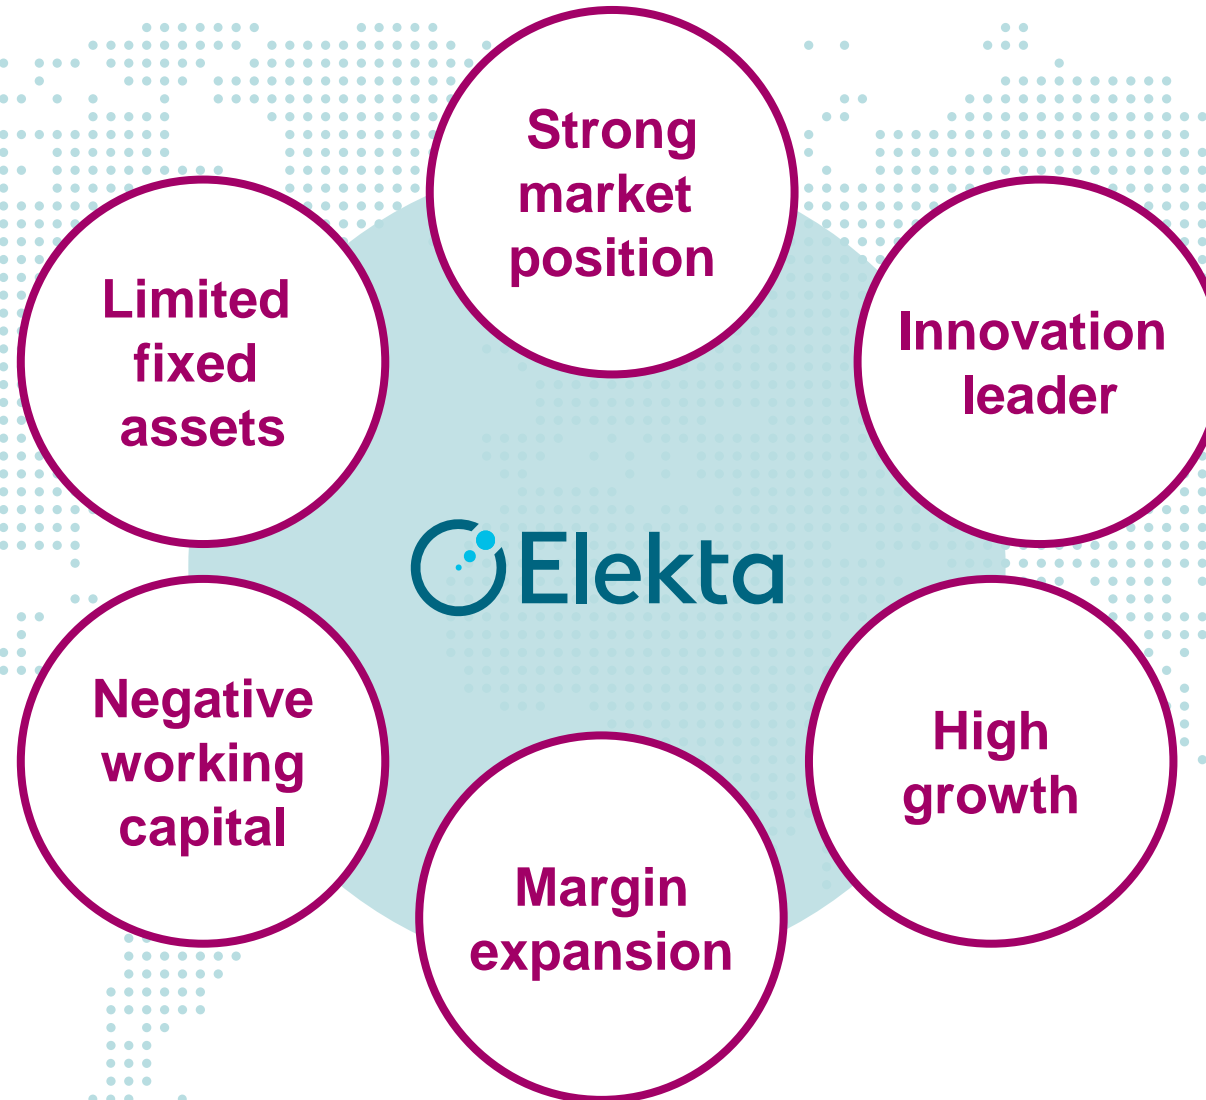 Strong
market
position
Innovation
leader
High
growth
Margin
expansion
Negative
working
capital
Limited
fixed
assets
Elekta